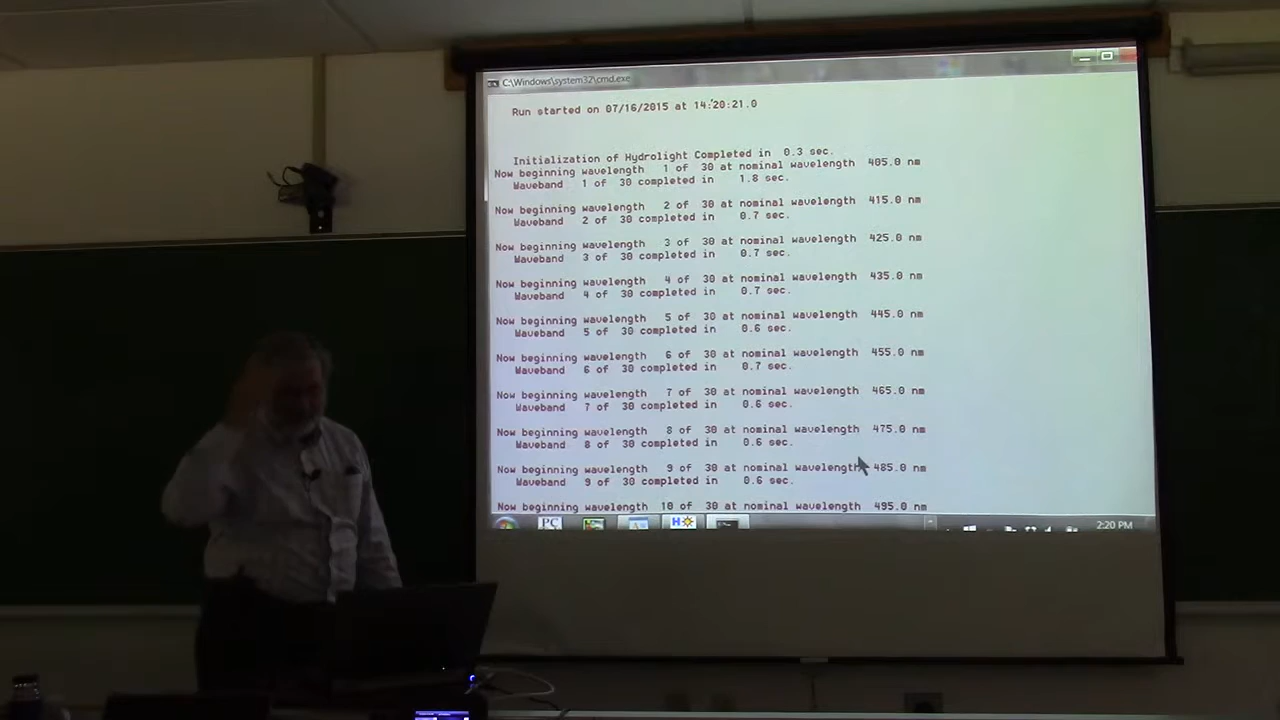 C:\Windows\system32\cmd.exe
Run started on 07/16/2015 at 14:20:21.0
Initialization of Hydrolight Completed in 0.3 sec.
Now beginning wavelength 1 of 30 at nominal wavelength 405.0 nm
Waveband 1 of 30 completed in 1.8 sec.
Now beginning wavelength 2 of 30 at nominal wavelength 415.0 nm
Waveband 2 of 30 completed in 0.7 sec.
Now beginning wavelength 3 of 30 at nominal wavelength 425.0 nm
Waveband 3 of 30 completed in 0.7 sec.
Now beginning wavelength 4 of 30 at nominal wavelength 435.0 nm
Waveband 4 of 30 completed in 0.7 sec.
Now beginning wavelength 5 of 30 at nominal wavelength 445.0 nm
Waveband 5 of 30 completed in 0.6 sec.
Now beginning wavelength 6 of 30 at nominal wavelength 455.0 nm
Waveband 6 of 30 completed in 0.7 sec.
Now beginning wavelength 7 of 30 at nominal wavelength 465.0 nm
Waveband 7 of 30 completed in 0.6 sec.
Now beginning wavelength 8 of 30 at nominal wavelength 475.0 nm
Waveband 8 of 30 completed in 0.6 sec.
Now beginning wavelength 9 of 30 at nominal wavelength 485.0 nm
Waveband 9 of 30 completed in 0.6 sec.
Now beginning wavelength 10 of 30 at nominal wavelength 495.0 nm
PC
H
2:20 PM